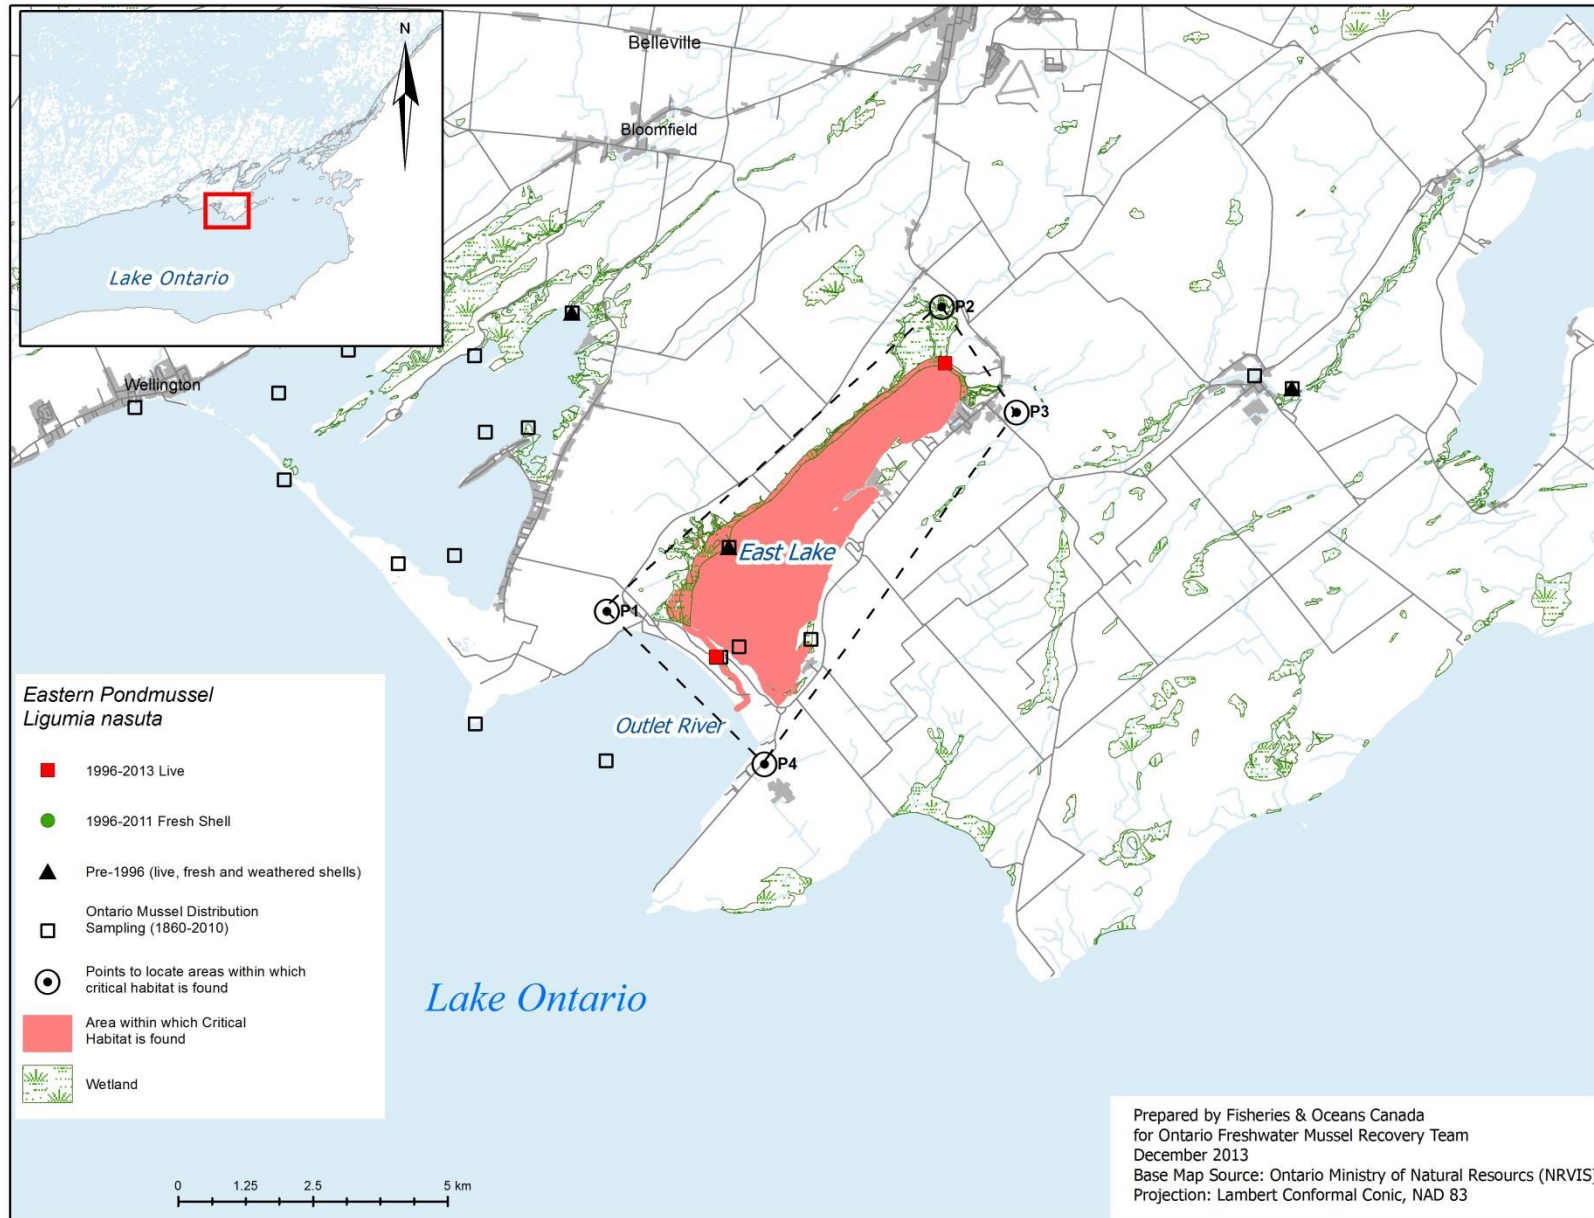 N
Lake Ontario
Belleville
Bloomfield
Wellington
P2
P3
East Lake
P1
Outlet River
P4
Lake Ontario
Eastern Pondmussel
Ligumia nasuta
1996-2013 Live
1996-2011 Fresh Shell
Pre-1996 (live, fresh and weathered shells)
Ontario Mussel Distribution
Sampling (1860-2010)
Points to locate areas within which
critical habitat is found
Area within which Critical
Habitat is found
Wetland
0 1.25 2.5 5 km
Prepared by Fisheries & Oceans Canada
for Ontario Freshwater Mussel Recovery Team
December 2013
Base Map Source: Ontario Ministry of Natural Resourcs (NRVIS)
Projection: Lambert Conformal Conic, NAD 83